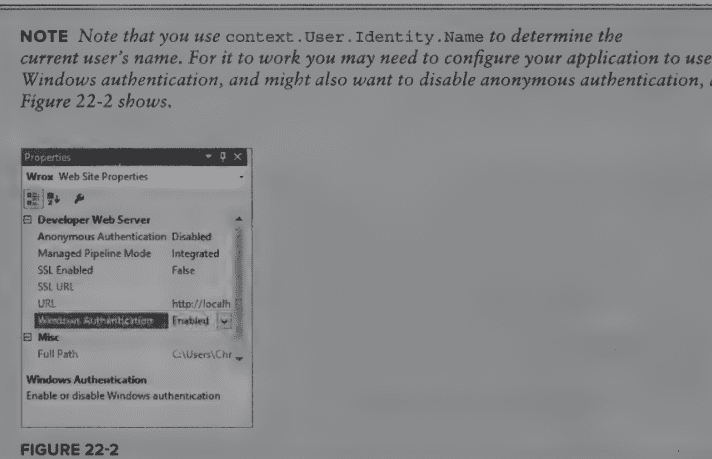 NOTE Note that you use context.User.Identity.Name to determine the
current user's name. For it to work you may need to configure your application to use
Windows authentication, and might also want to disable anonymous authentication,
Figure 22-2 shows.
Properties
Wrox Web Site Properties
Developer Web Server
Anonymous Authentication Disabled
Managed Pipeline Mode Integrated
SSL Enabled False
SSL URL
URL http://localh
Windows Authentication Enabled
Misc
Full Path C:\Users\Chr
Windows Authentication
Enable or disable Windows authentication
FIGURE 22-2